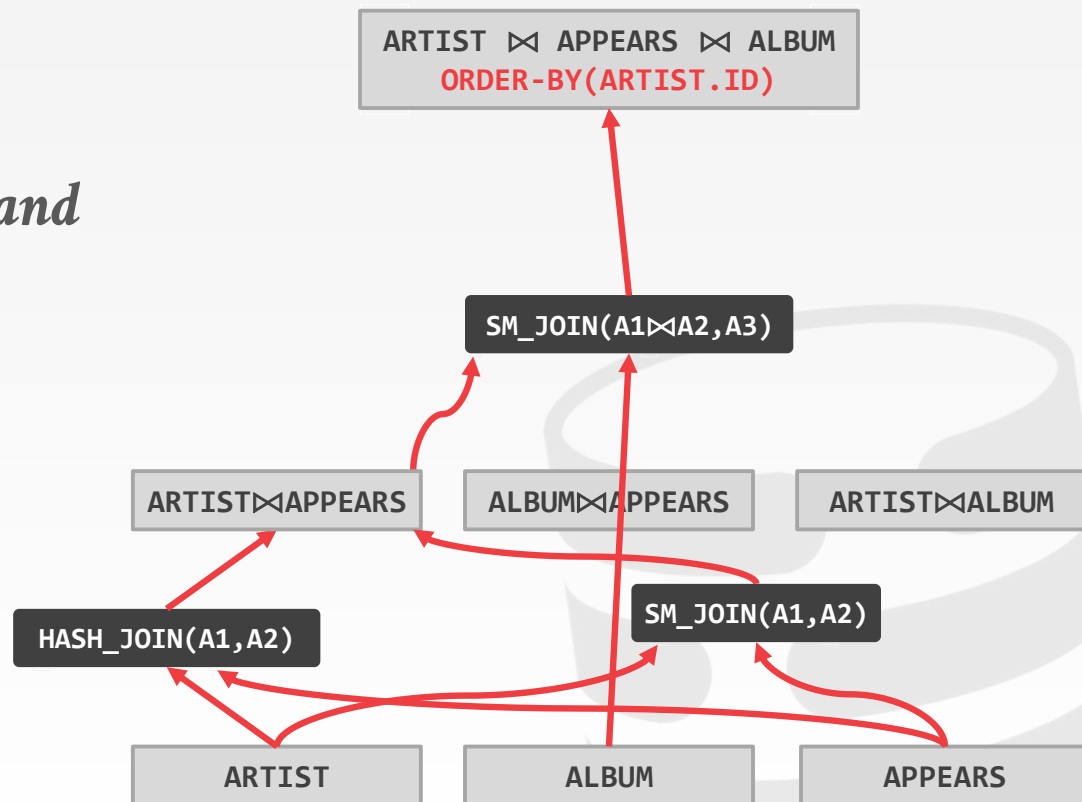 ARTIST ⋈ APPEARS ⋈ ALBUM
ORDER-BY(ARTIST.ID)
and
SM_JOIN(A1⋈A2,A3)
ARTIST⋈APPEARS
ALBUM⋈APPEARS
ARTIST⋈ALBUM
HASH_JOIN(A1,A2)
SM_JOIN(A1,A2)
ARTIST
ALBUM
APPEARS